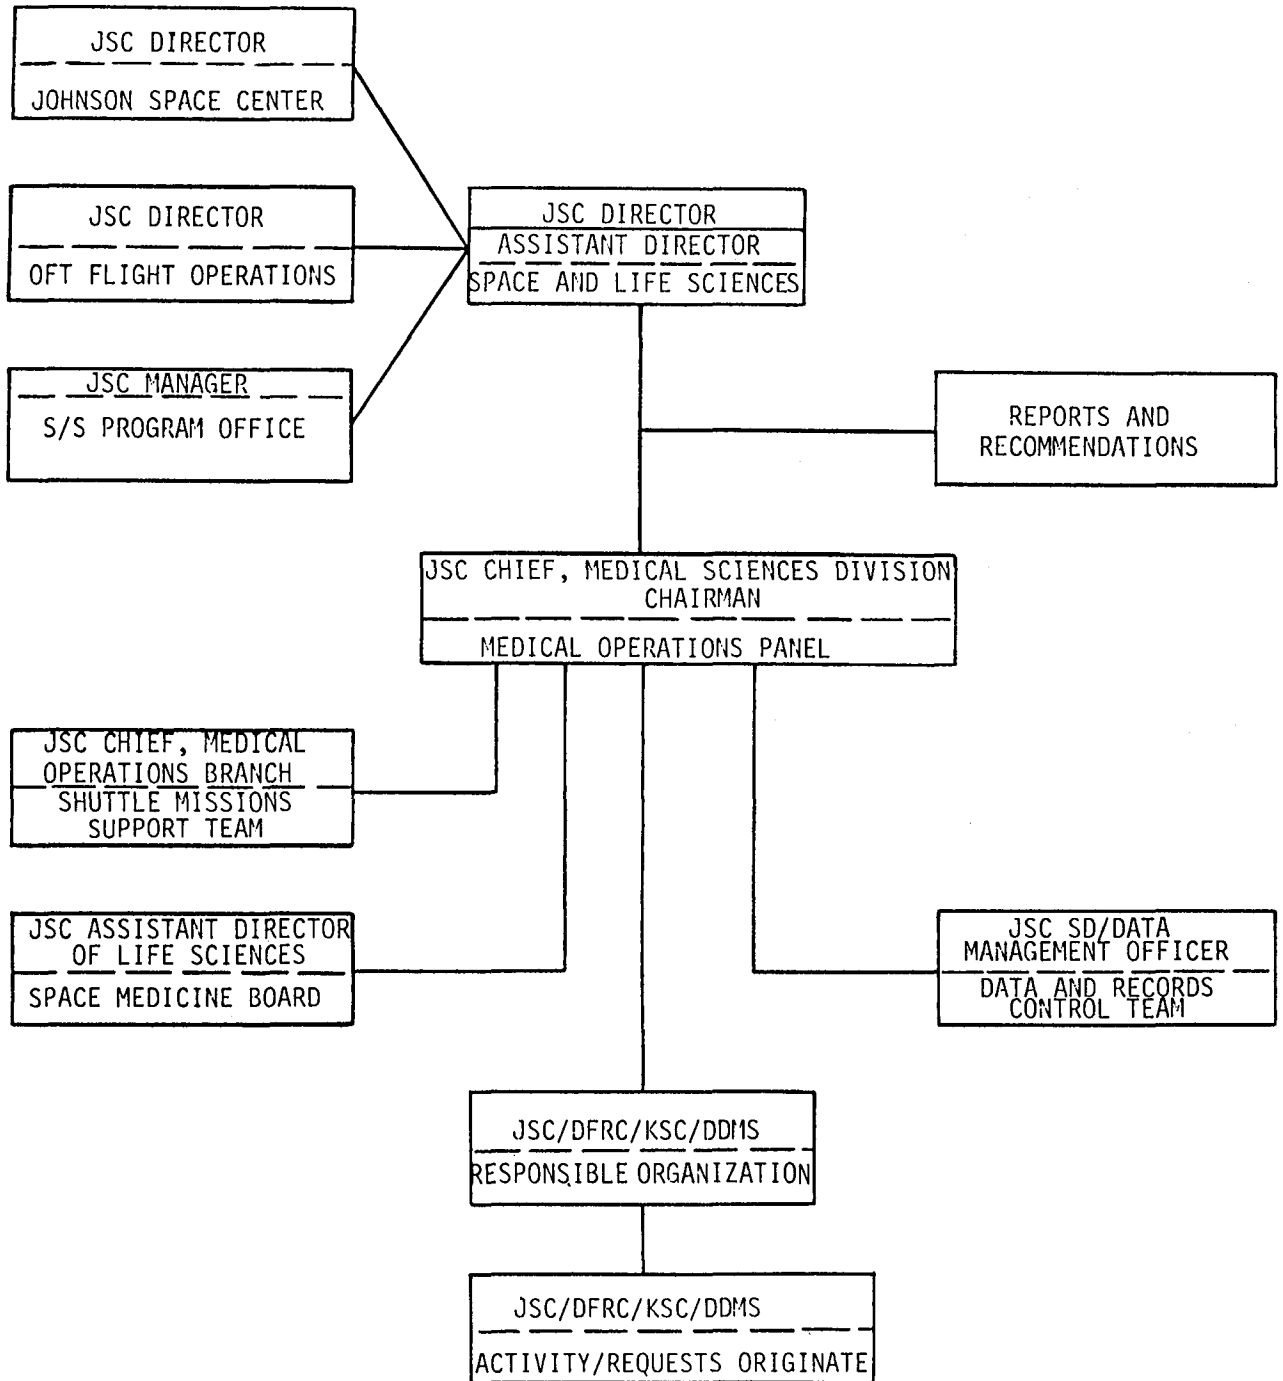 JSC DIRECTOR
JOHNSON SPACE CENTER
JSC DIRECTOR
OFT FLIGHT OPERATIONS
JSC DIRECTOR
ASSISTANT DIRECTOR
SPACE AND LIFE SCIENCES
JSC MANAGER
S/S PROGRAM OFFICE
REPORTS AND
RECOMMENDATIONS
JSC CHIEF, MEDICAL SCIENCES DIVISION
CHAIRMAN
MEDICAL OPERATIONS PANEL
JSC CHIEF, MEDICAL
OPERATIONS BRANCH
SHUTTLE MISSIONS
SUPPORT TEAM
JSC ASSISTANT DIRECTOR
OF LIFE SCIENCES
SPACE MEDICINE BOARD
JSC SD/DATA
MANAGEMENT OFFICER
DATA AND RECORDS
CONTROL TEAM
JSC/DFRC/KSC/DDMS
RESPONSIBLE ORGANIZATION
JSC/DFRC/KSC/DDMS
ACTIVITY/REQUESTS ORIGINATE